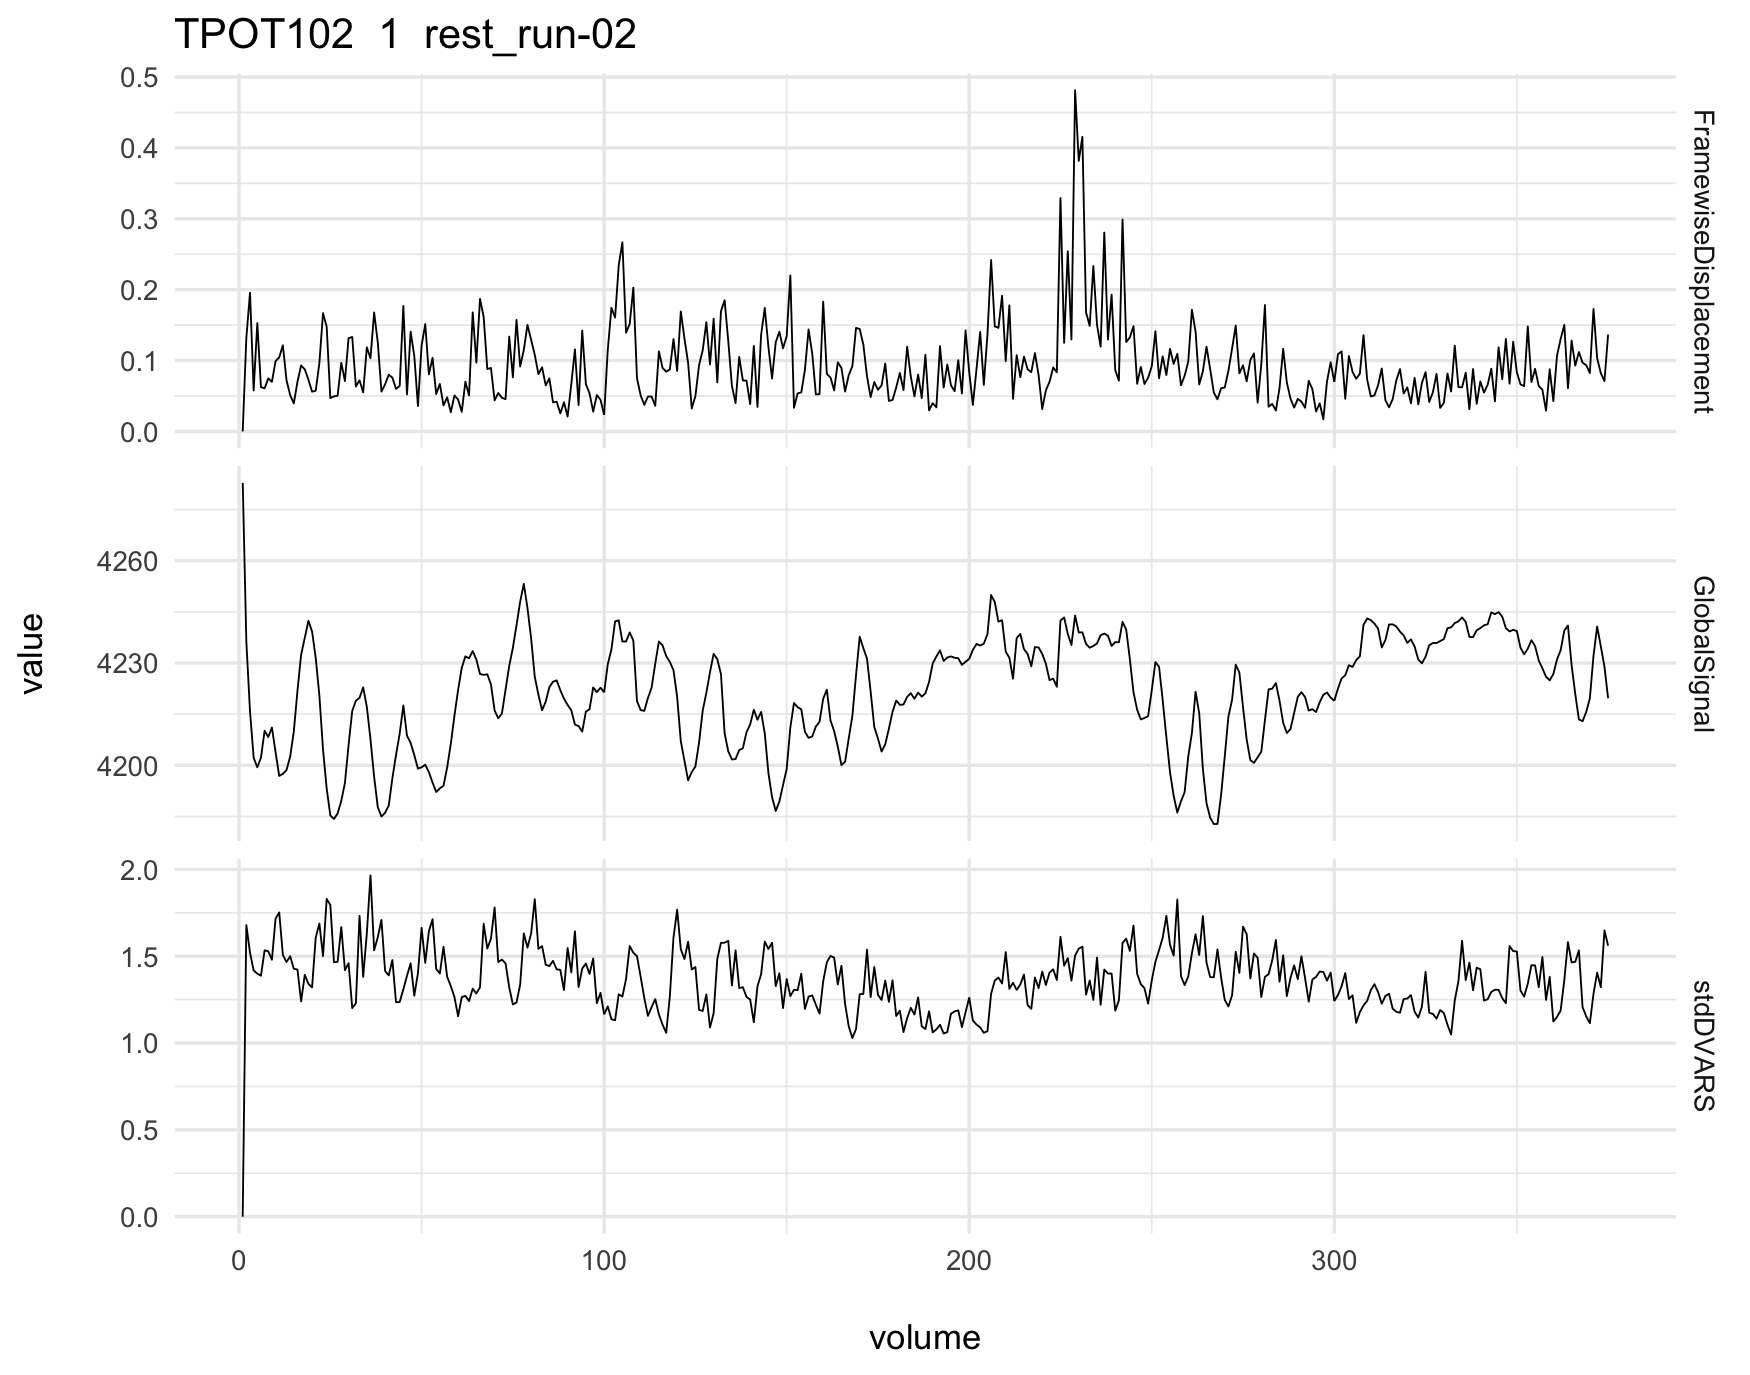 TPOT102 1 rest_run-02
0.5
0.4
0.3
0.2
0.1
0.0
FramewiseDisplacement
4260
4230
4200
GlobalSignal
value
2.0
1.5
1.0
0.5
0.0
stdDVARS
0 100 200 300
volume